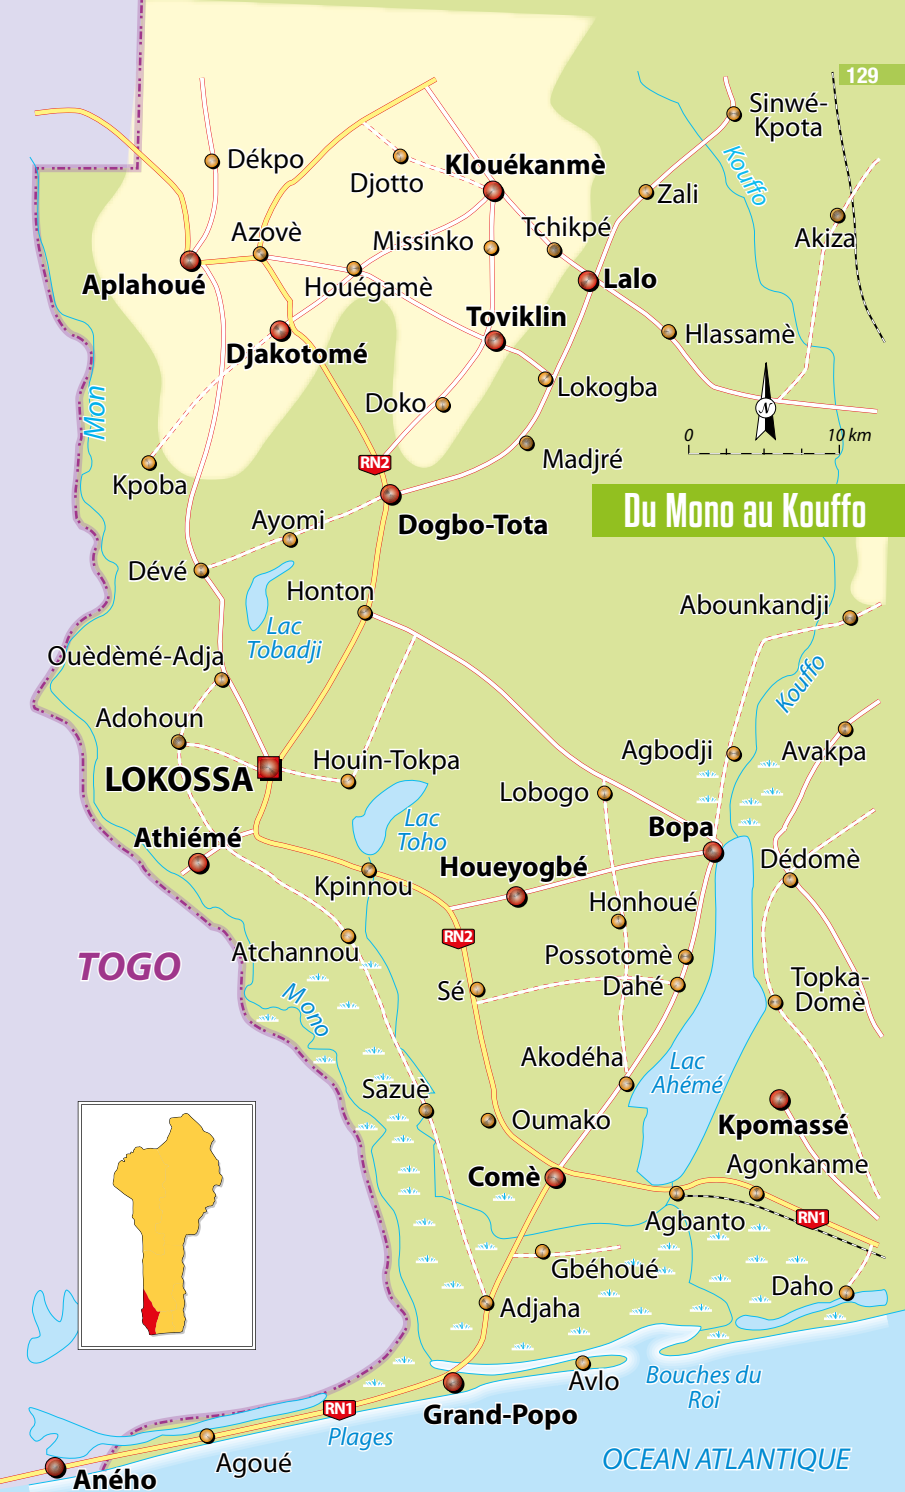 129
Sinwé-
Kpota
Kouffo
Dékpo
Djotto
Klouékanmè
Zali
Azovè
Missinko
Tchikpé
Akiza
Aplahoué
Houégamè
Lalo
Toviklin
Hlassamè
Djakotomé
Lokogba
Mon
Doko
N
0
10 km
RN2
Madjré
Kpoba
Du Mono au Kouffo
Ayomi
Dogbo-Tota
Dévé
Honton
Abounkandji
Lac
Tobadji
Ouèdèmé-Adja
Kouffo
Adohoun
Houin-Tokpa
Agbodji
Avakpa
LOKOSSA
Lobogo
Lac
Toho
Bopa
Athiémé
Houeyogbé
Dédomè
Kpinnou
Honhoué
RN2
Atchannou
Possotomè
TOGO
Sé
Dahé
Topka-
Domè
Mono
Akodéha
Lac
Ahémé
Sazuè
Oumako
Kpomassé
Comè
Agonkanme
Agbanto
RN1
Gbéhoué
Daho
Adjaha
Avlo
Bouches du
Roi
Grand-Popo
RN1
Plages
Agoué
OCEAN ATLANTIQUE
Aného